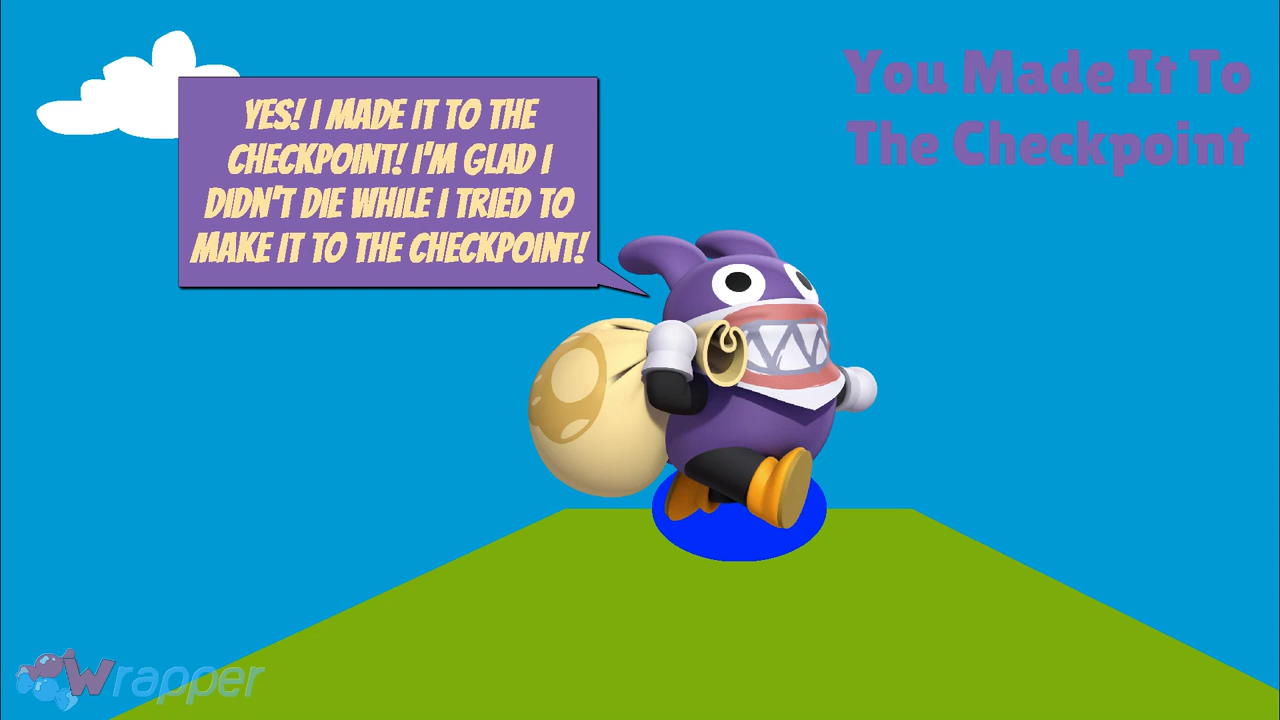 You Made It To
The Checkpoint
YES! I MADE IT TO THE
CHECKPOINT! I'M GLAD I
DIDN'T DIE WHILE I TRIED TO
MAKE IT TO THE CHECKPOINT!
Wrapper